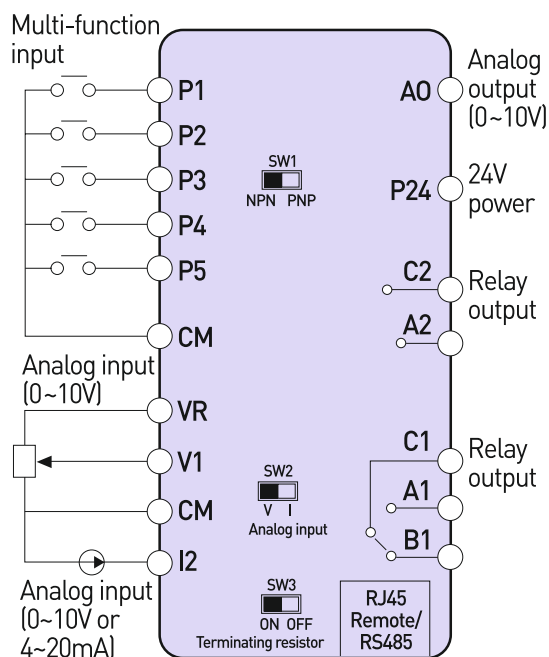 Multi-function
input
P1
P2
P3
P4
P5
CM
Analog input
(0~10V)
VR
V1
CM
I2
Analog input
(0~10V or
4~20mA)
SW1
NPN PNP
SW2
V I
Analog input
SW3
ON OFF
Terminating resistor
RJ45
Remote/
RS485
AO
Analog
output
(0~10V)
P24
24V
power
C2
A2
Relay
output
C1
A1
B1
Relay
output